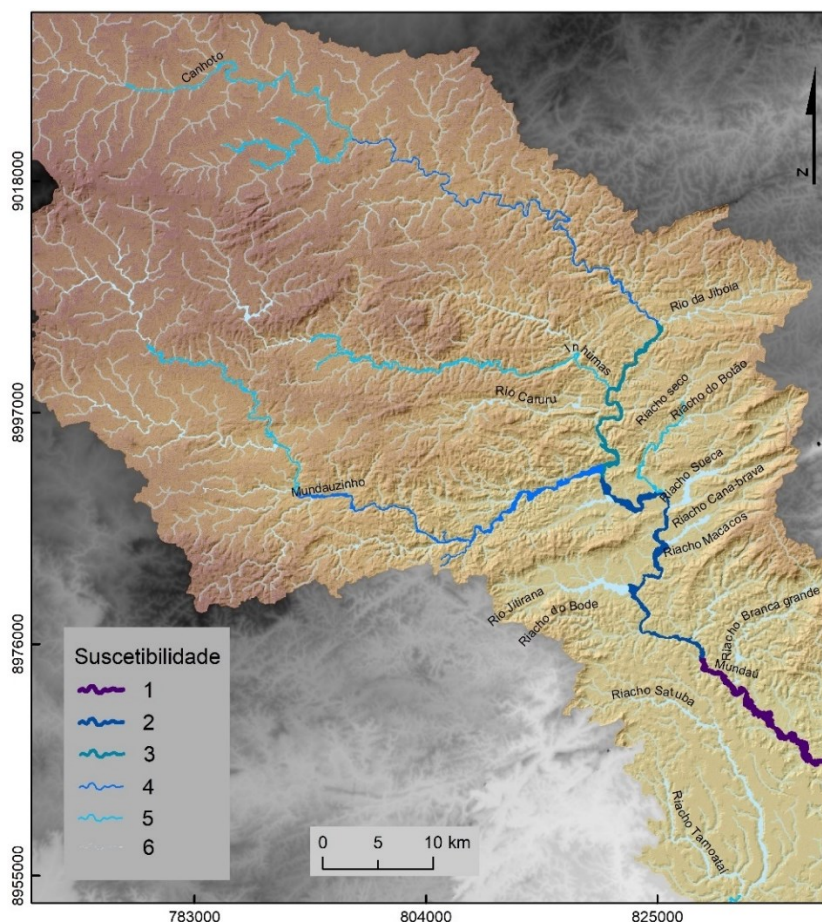 Canhoto
N
9018000
Rio da Jiboia
Inhumas
Riacho seco
Riacho do Botão
Rio Caruru
8997000
Riacho Sueca
Mundauzinho
Riacho Cana-brava
Riacho Macacos
Rio Jilirana
Riacho do Bode
Riacho Branca grande
8976000
Mundaú
Suscetibilidade
Riacho Satuba
1
2
3
4
5
6
Riacho Tamoatal
0 5 10 km
8955000
783000 804000 825000